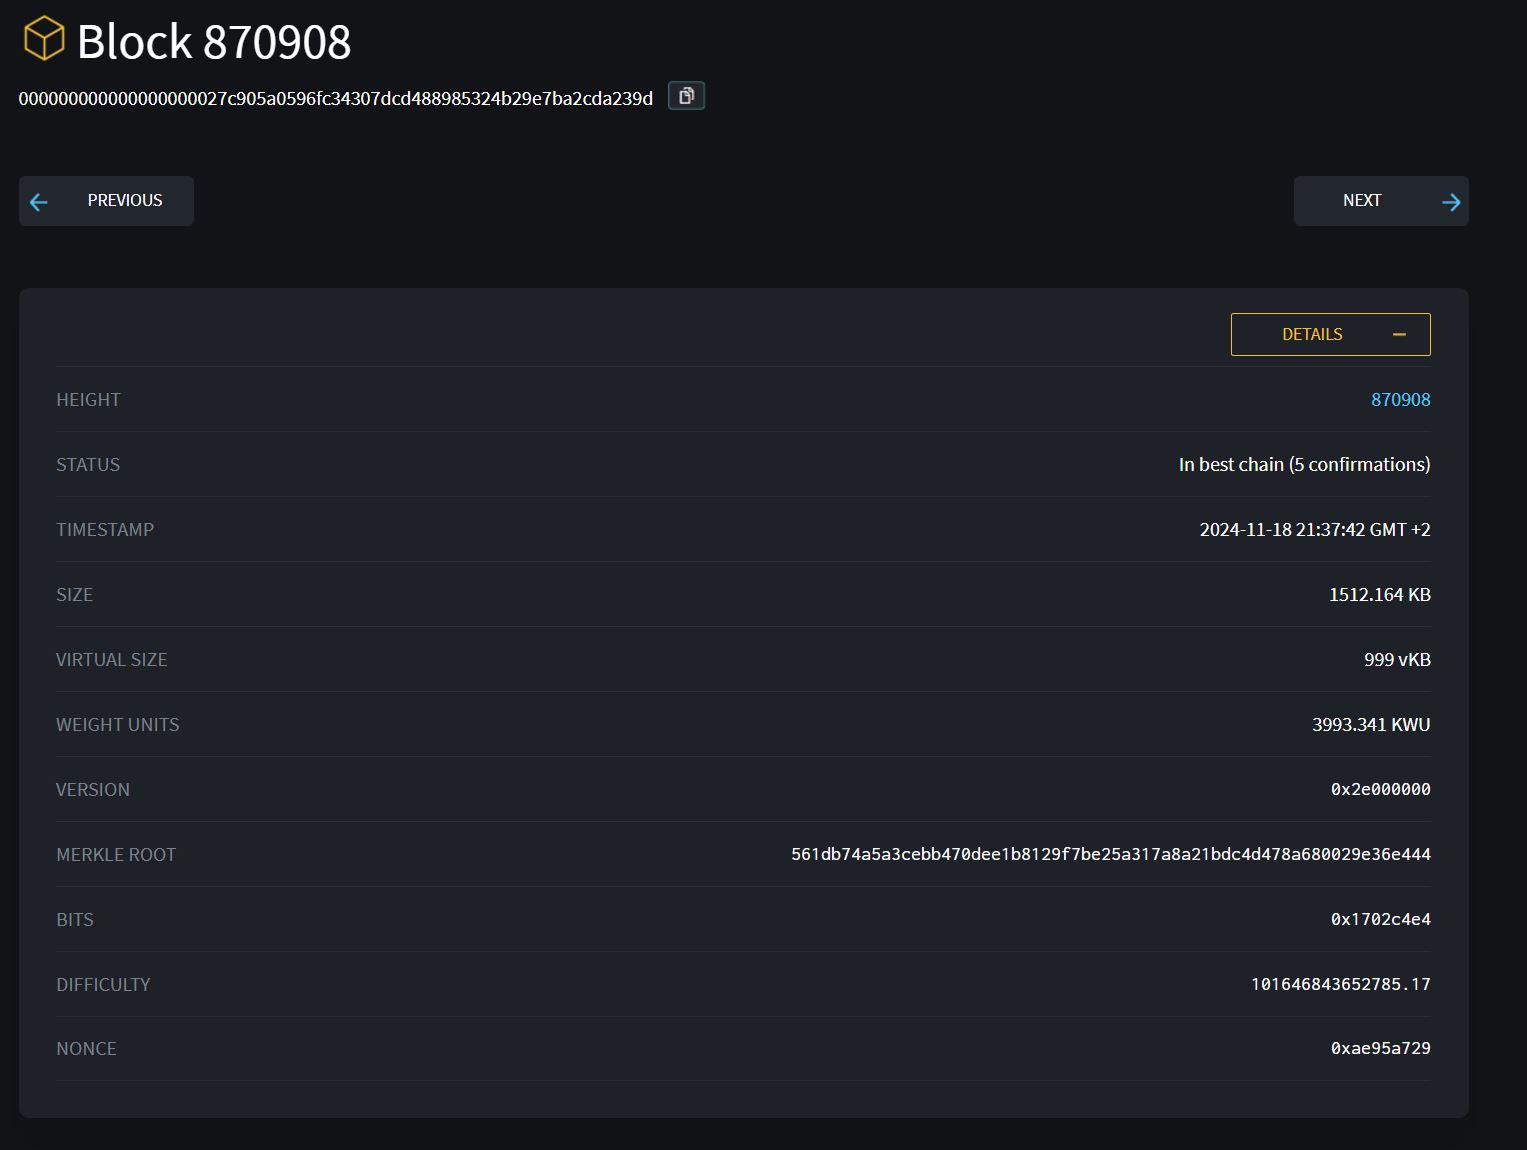 Block 870908
00000000000000000027c905a0596fc34307dcd488985324b29e7ba2cda239d
PREVIOUS
NEXT
DETAILS
HEIGHT
870908
STATUS
In best chain (5 confirmations)
TIMESTAMP
2024-11-18 21:37:42 GMT +2
SIZE
1512.164 KB
VIRTUAL SIZE
999 vKB
WEIGHT UNITS
3993.341 KWU
VERSION
0x2e000000
MERKLE ROOT
561db74a5a3cebb470dee1b8129f7be25a317a8a21bdc4d478a680029e36e444
BITS
0x1702c4e4
DIFFICULTY
101646843652785.17
NONCE
0xae95a729